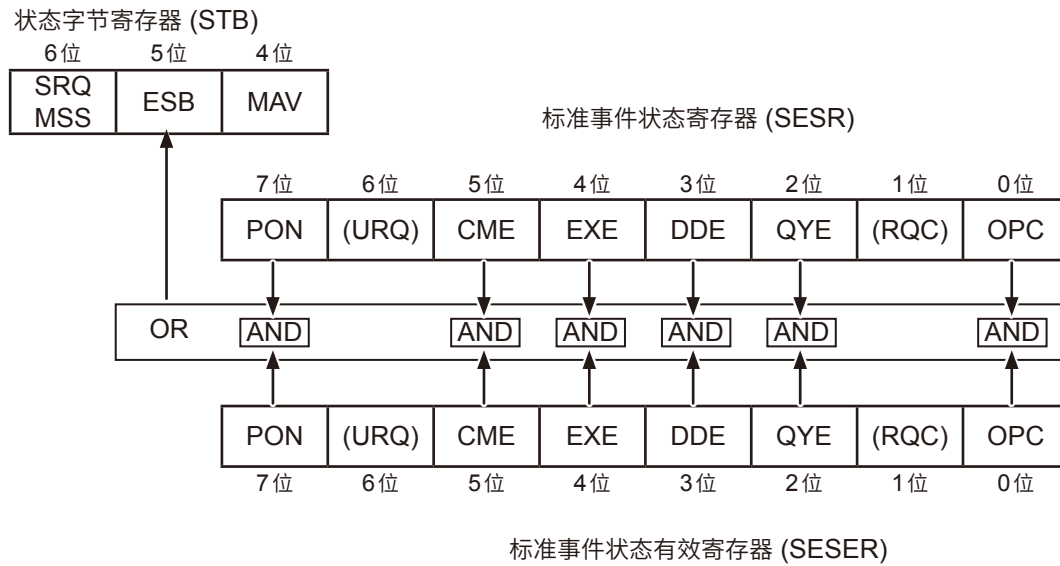 状态字节寄存器 (STB)
6位 5位 4位
SRQ MSS ESB MAV
标准事件状态寄存器 (SESR)
7位 6位 5位 4位 3位 2位 1位 0位
PON (URQ) CME EXE DDE QYE (RQC) OPC
OR AND AND AND AND AND AND
PON (URQ) CME EXE DDE QYE (RQC) OPC
7位 6位 5位 4位 3位 2位 1位 0位
标准事件状态有效寄存器 (SESER)